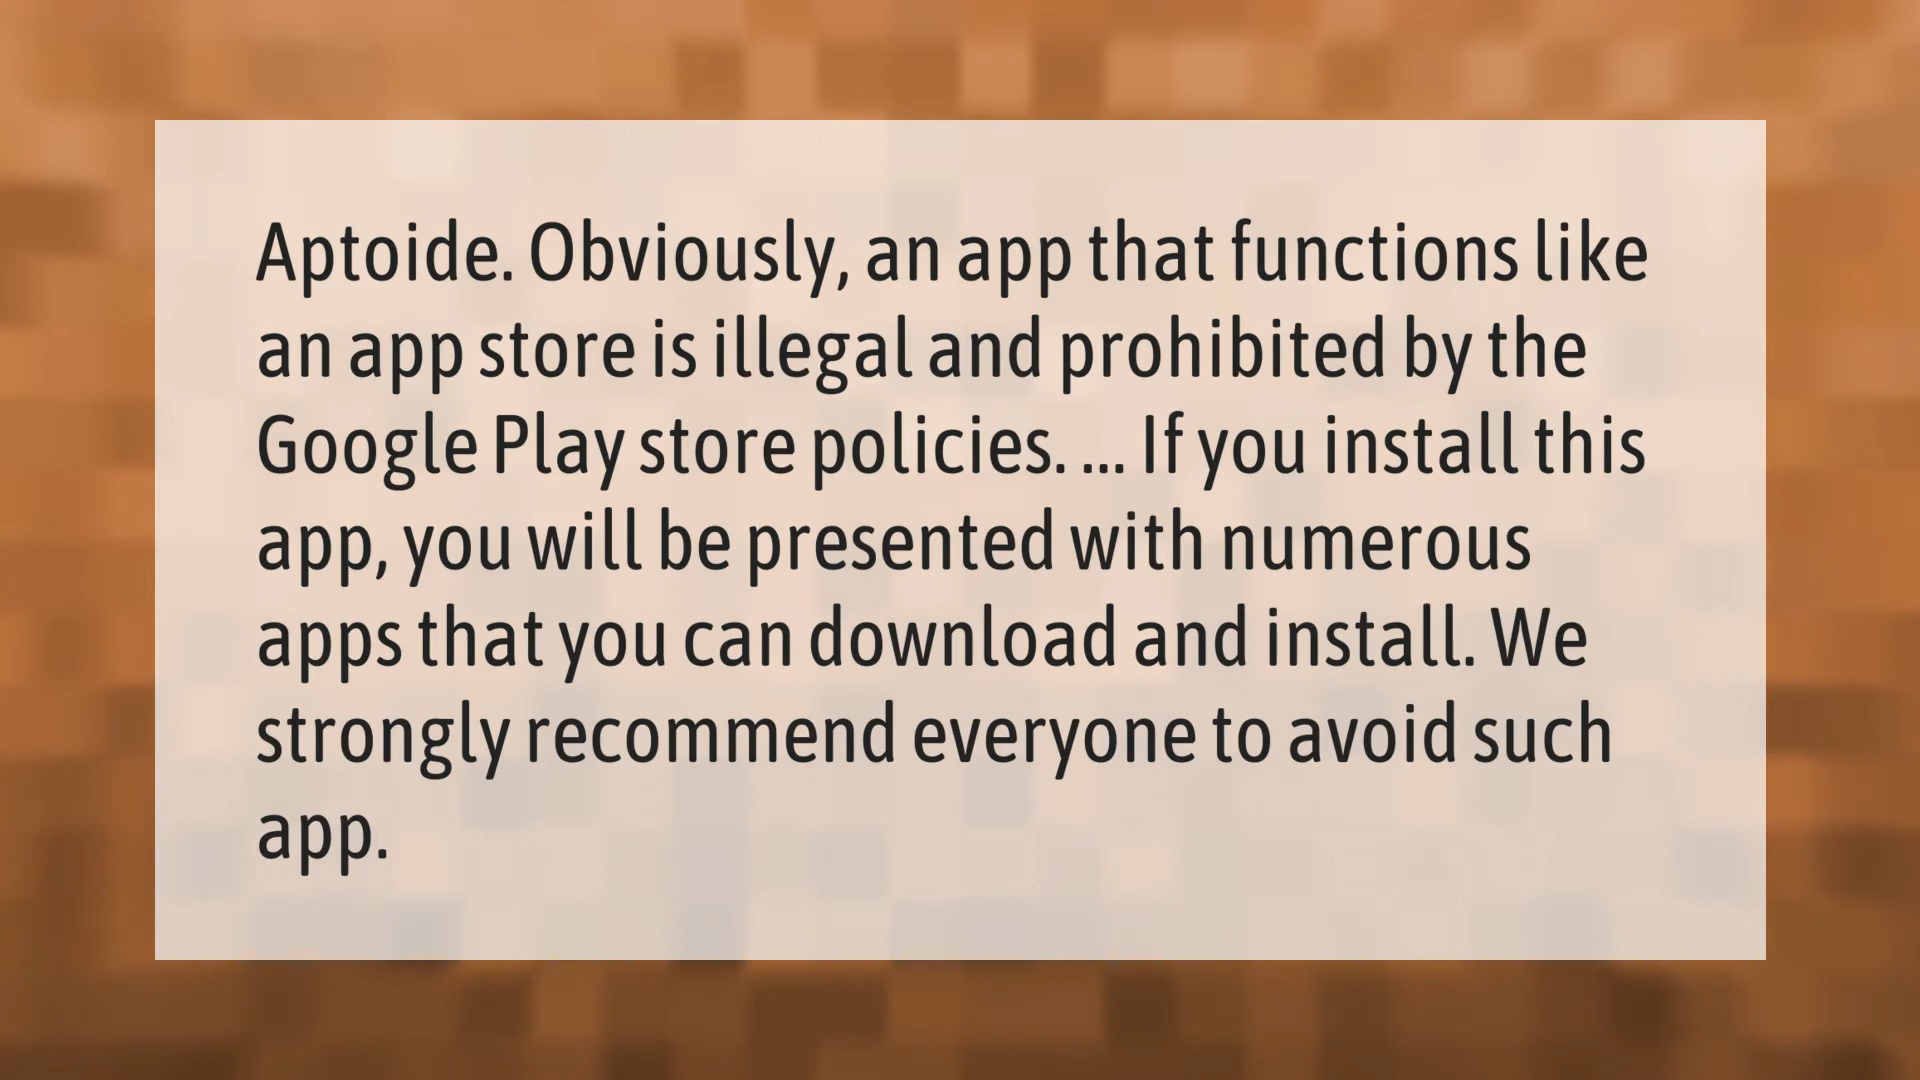 Aptoide. Obviously, an app that functions like
an app store is illegal and prohibited by the
Google Play store policies. ... If you install this
app, you will be presented with numerous
apps that you can download and install. We
strongly recommend everyone to avoid such
app.